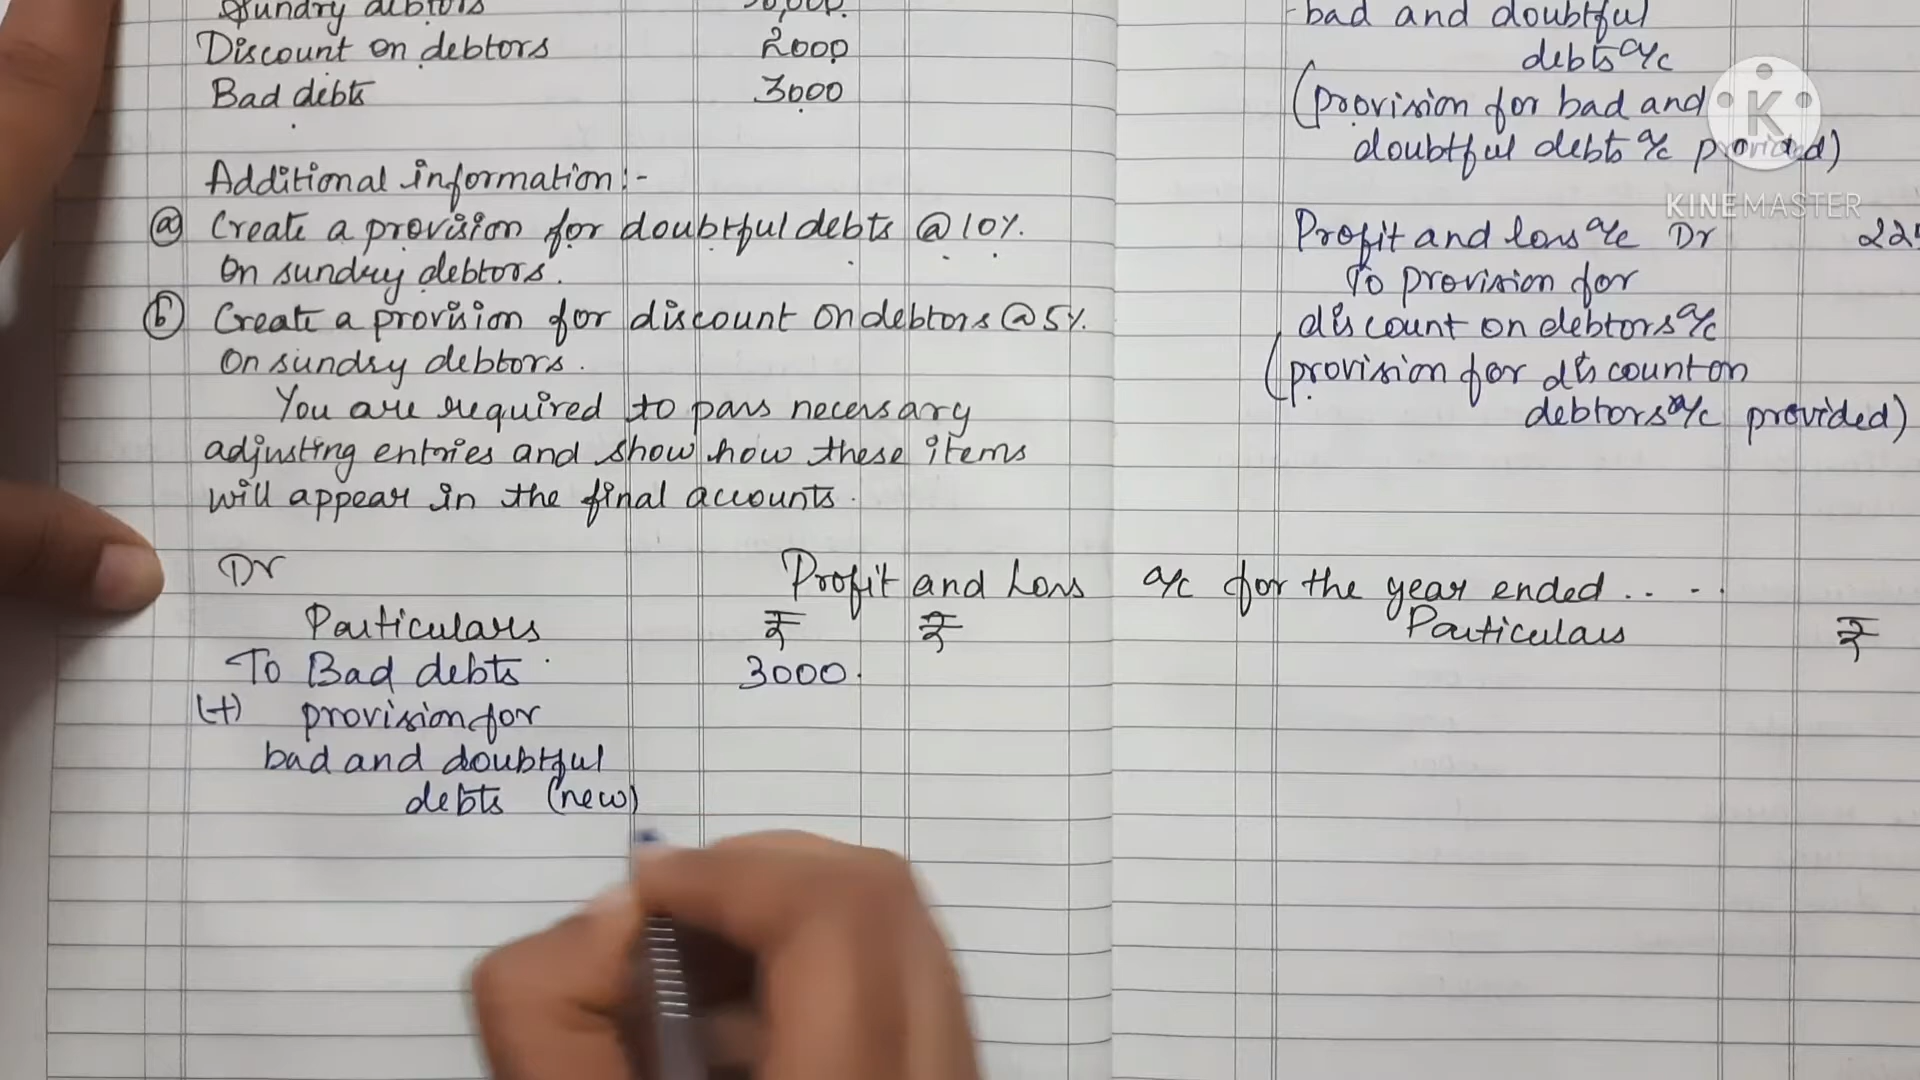 Sundry debtors
Discount on debtors 2000
Bad debts 3000
Additional information:-
(a) Create a provision for doubtful debts @ 10%.
On sundry debtors.
(b) Create a provision for discount on debtors @ 5%.
On sundry debtors.
You are required to pass necessary
adjusting entries and show how these items
will appear in the final accounts.
Dr Profit and Loss
Particulars ₹ ₹
To Bad debts 3000
(+) provision for
bad and doubtful
debts (new)
bad and doubtful
debts a/c
(provision for bad and
doubtful debts a/c provided)
K
KINEMASTER
Profit and loss a/c Dr
To provision for
discount on debtors a/c
(provision for discount on
debtors a/c provided)
a/c for the year ended .. ..
Particulars ₹